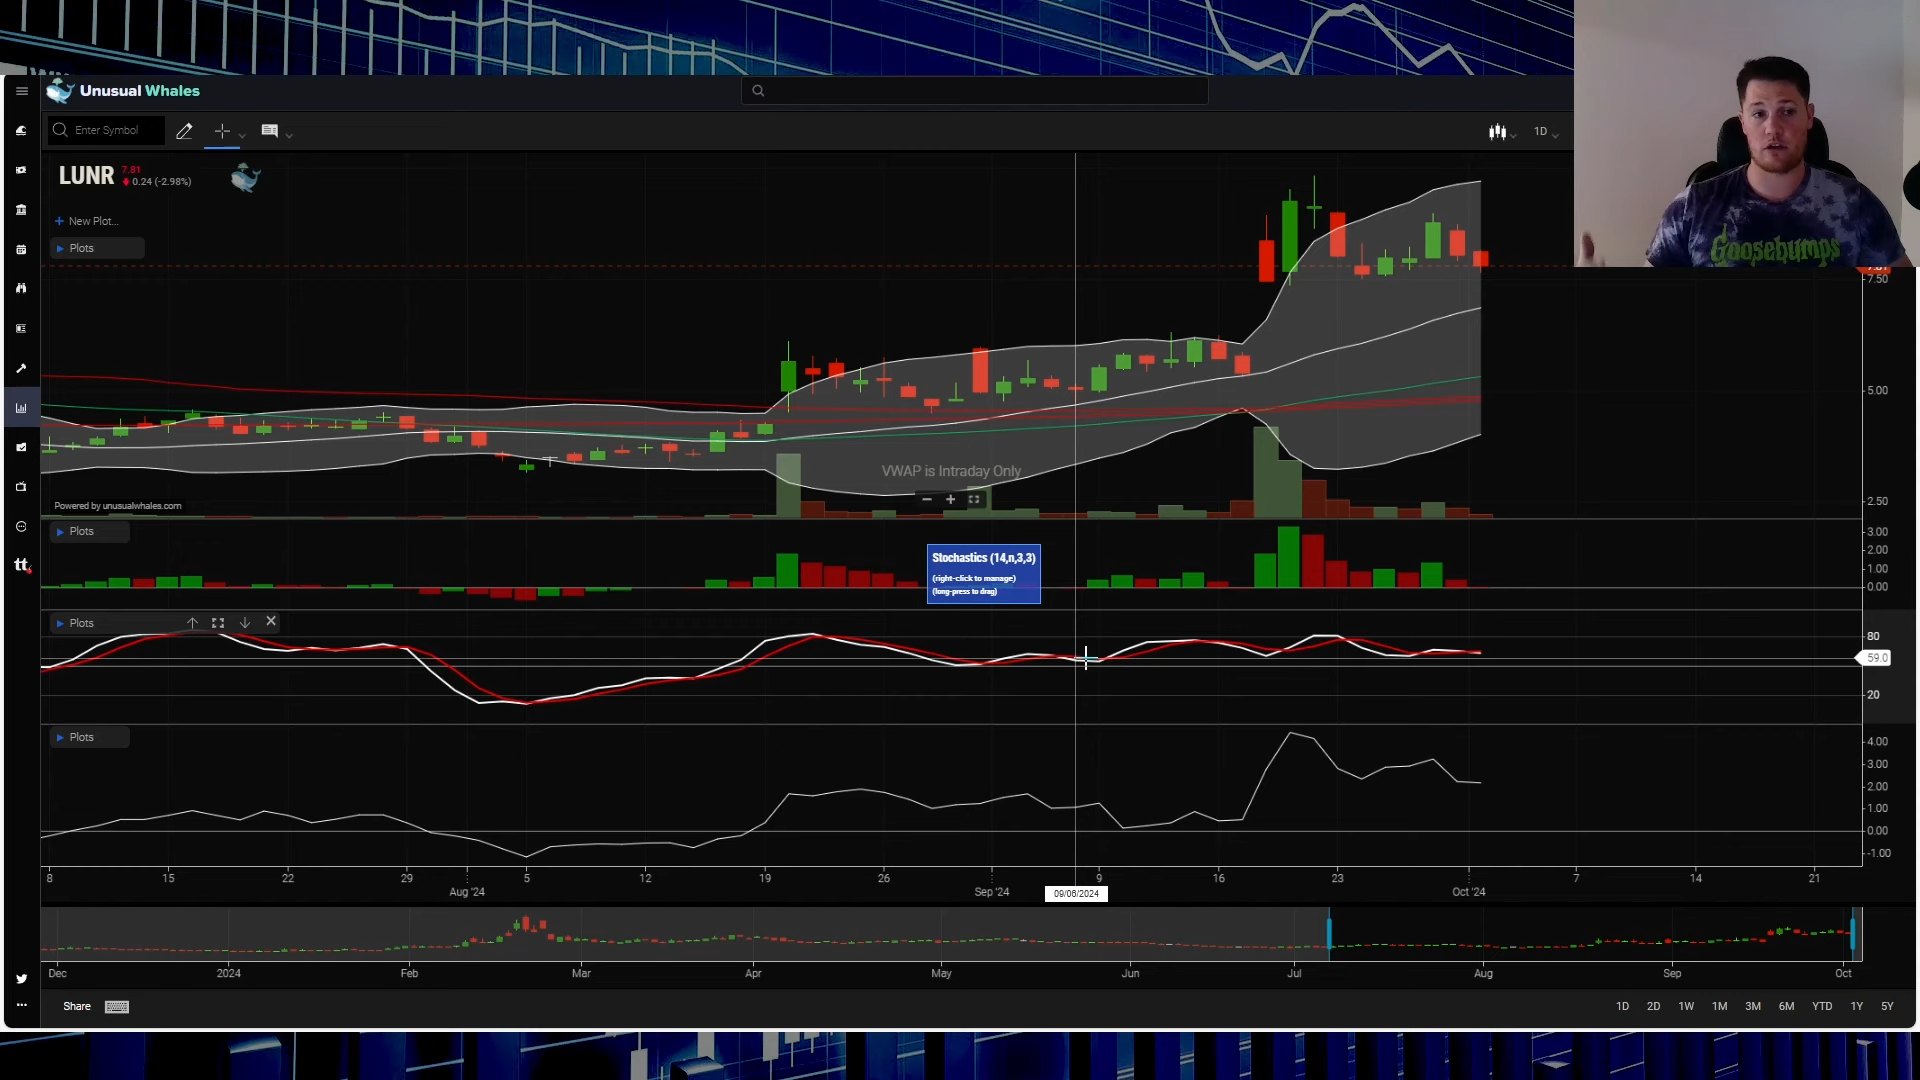 Unusual Whales
Enter Symbol
1D
LUNR 7.81
0.24 (-2.98%)
+ New Plot...
Plots
Goosebumps
7.81
7.50
5.00
VWAP is Intraday Only
2.50
Powered by unusualwhales.com
Plots
3.00
2.00
1.00
0.00
Stochastics (14,n,3,3)
(right-click to manage)
(long-press to drag)
tt
Plots
80
59.0
20
Plots
4.00
3.00
2.00
1.00
0.00
-1.00
8 15 22 29 5 12 19 26 9 16 23 7 14 21
Aug '24 Sep '24 Oct '24
09/06/2024
Dec 2024 Feb Mar Apr May Jun Jul Aug Sep Oct
Share
1D 2D 1W 1M 3M 6M YTD 1Y 5Y